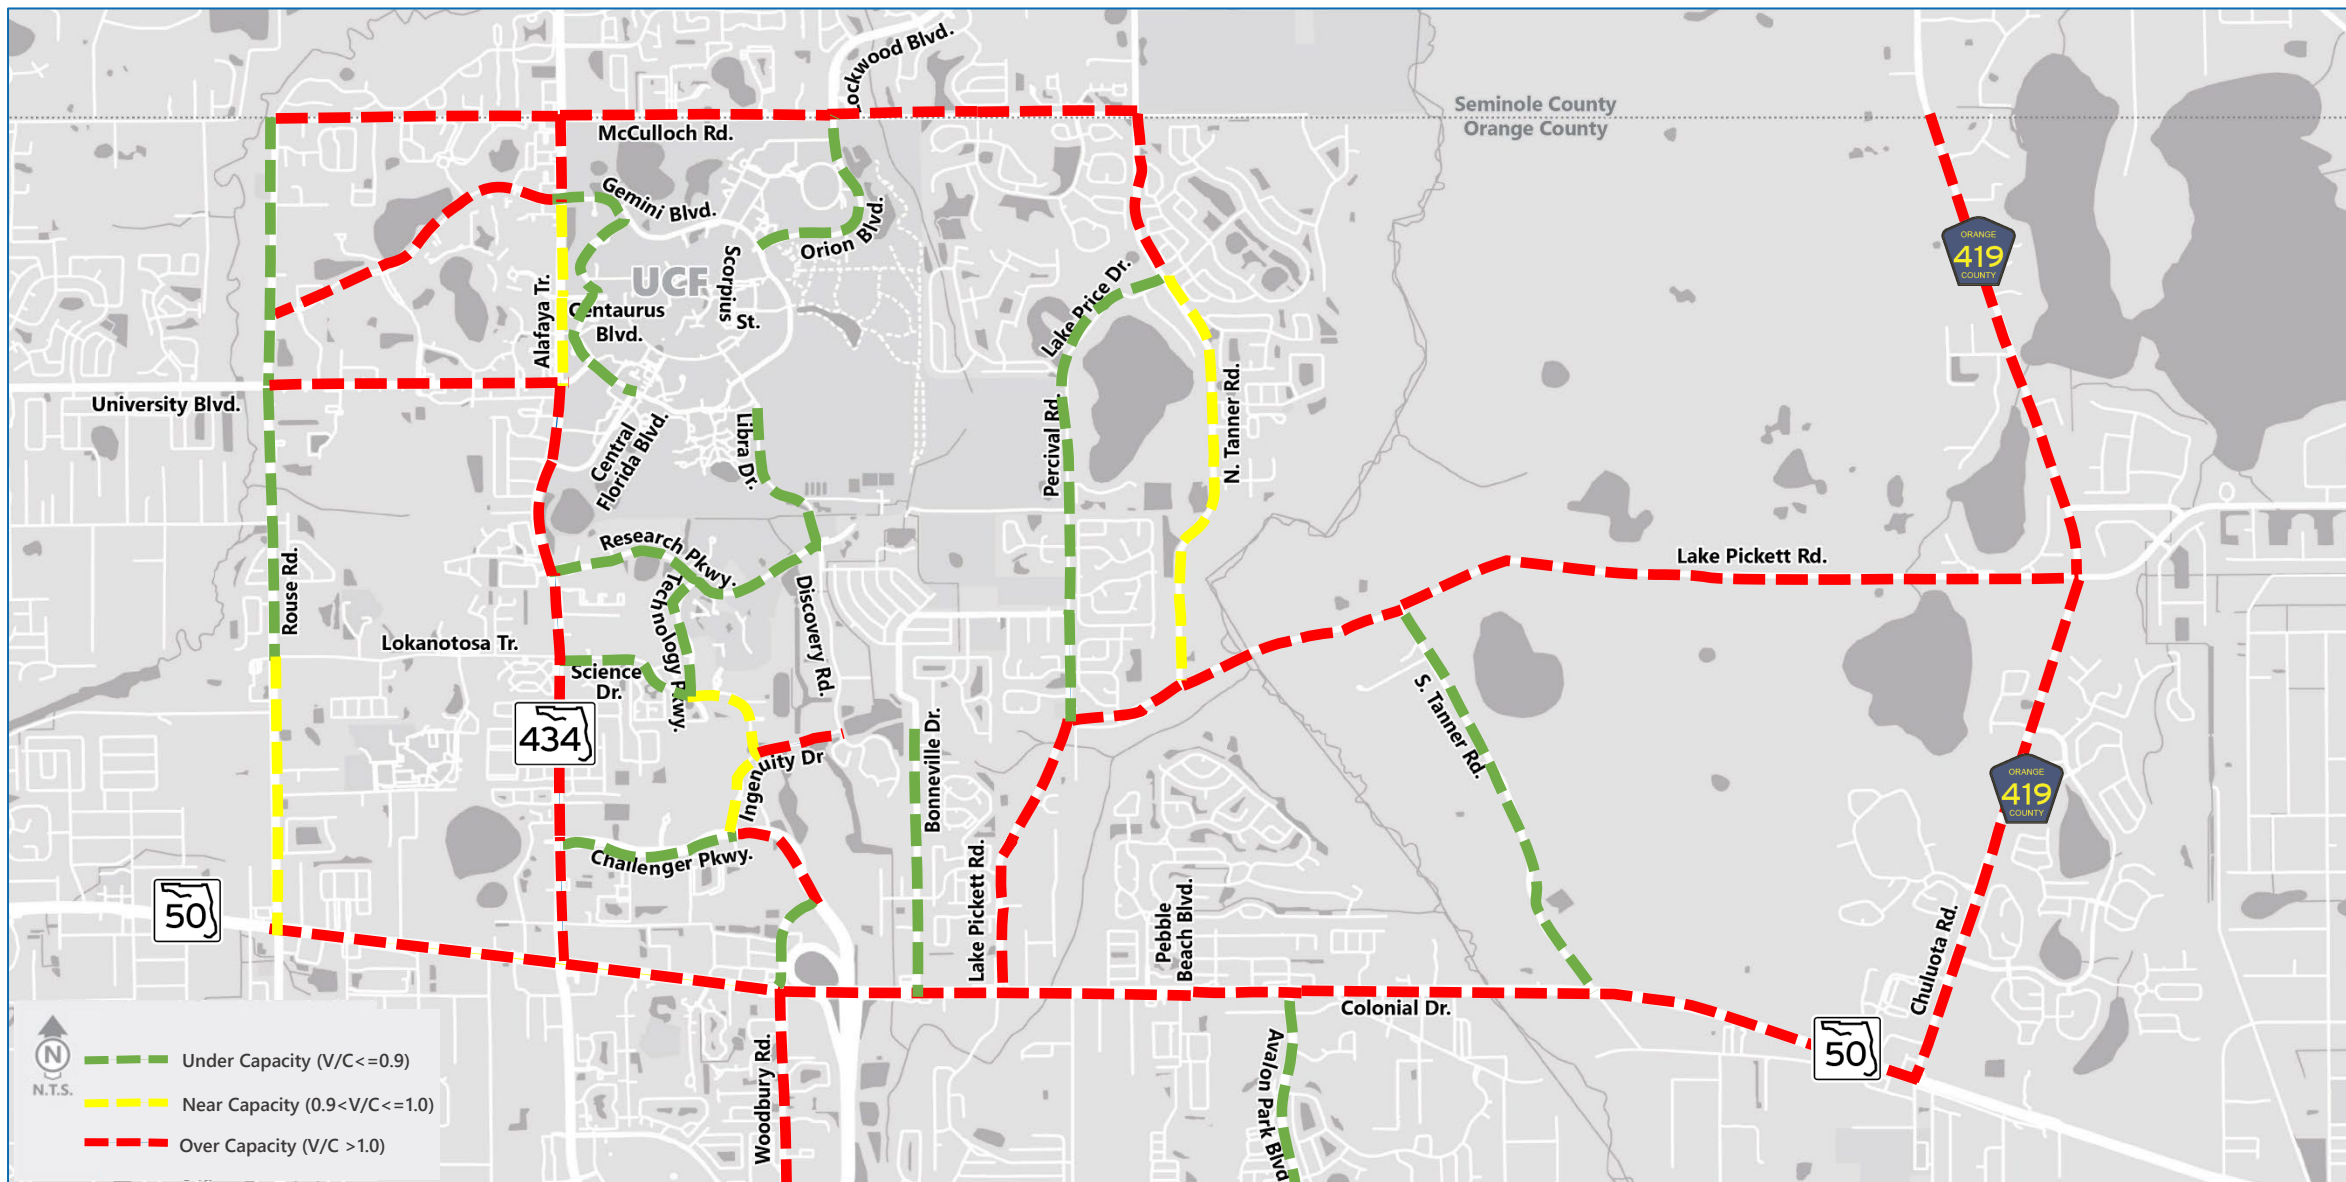 Lockwood Blvd.
Seminole County
Orange County
McCulloch Rd.
Gemini Blvd.
Orion Blvd.
Scorpius
St.
UCF
Centaurus
Blvd.
Alafaya Tr.
Lake Price Dr.
ORANGE
419
COUNTY
University Blvd.
Central
Florida Blvd.
Libra Dr.
Percival Rd.
N. Tanner Rd.
Research Pkwy.
Technology Pkwy.
Discovery Rd.
Lake Pickett Rd.
Rouse Rd.
Lokanotosa Tr.
Science
Dr.
434
S. Tanner Rd.
Ingenuity Dr
Bonneville Dr.
ORANGE
419
COUNTY
Challenger Pkwy.
50
Lake Pickett Rd.
Pebble
Beach Blvd.
Chuluota Rd.
Colonial Dr.
50
Woodbury Rd.
Avalon Park Blvd
N
N.T.S.
Under Capacity (V/C<=0.9)
Near Capacity (0.9<V/C<=1.0)
Over Capacity (V/C >1.0)